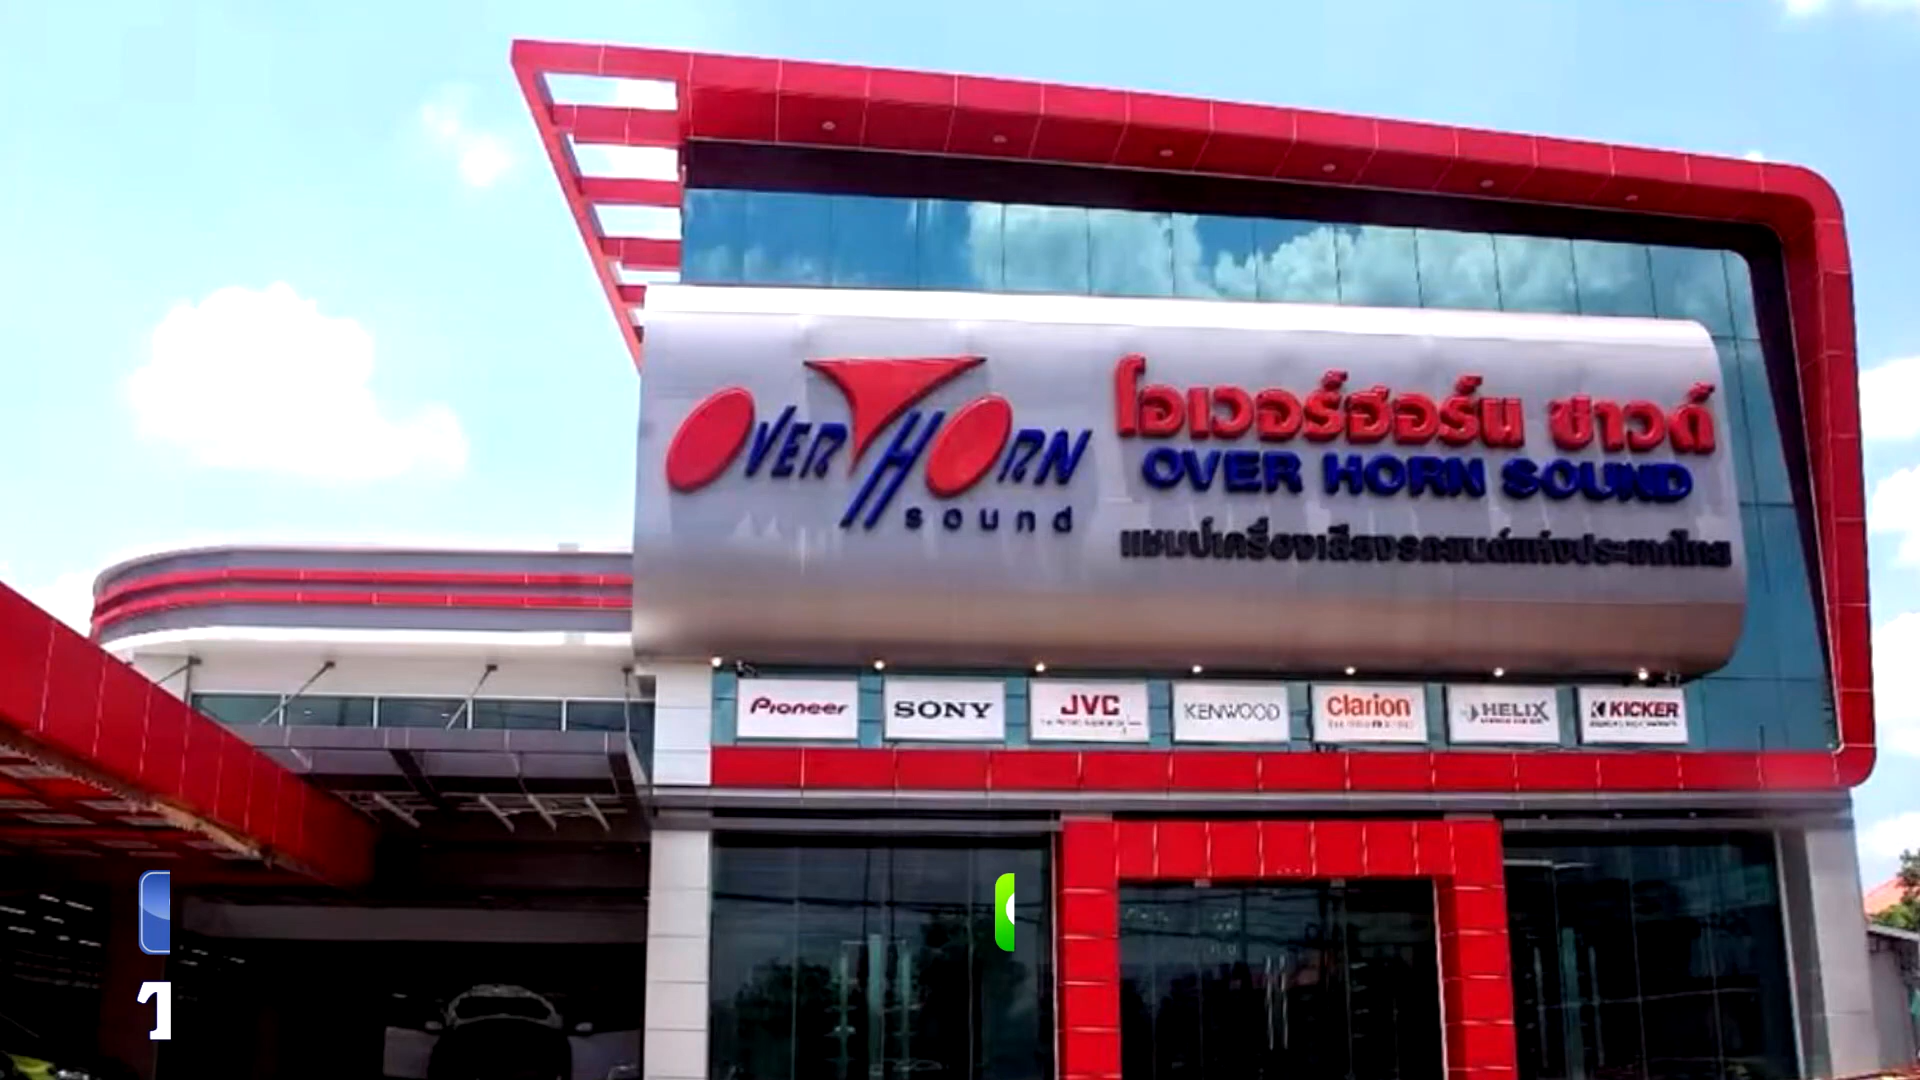 OVER HORN
sound
โอเวอร์ฮอร์น ซาวด์
OVER HORN SOUND
แชมป์เครื่องเสียงรถยนต์แห่งประเทศไทย
Pioneer
SONY
JVC
KENWOOD
clarion
HELIX
KICKER